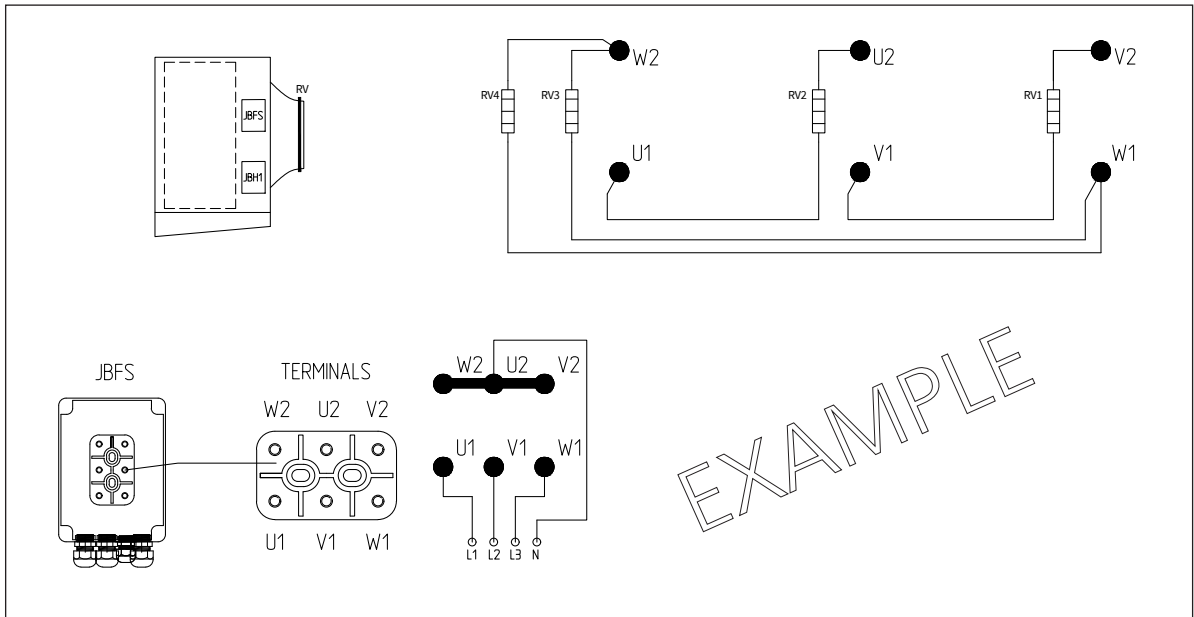 RV
JBFS
JBH1
W2 U2 V2
RV4 RV3 RV2 RV1
U1 V1 W1
JBFS
TERMINALS
W2 U2 V2
U1 V1 W1
W2 U2 V2
U1 V1 W1
L1 L2 L3 N
EXAMPLE